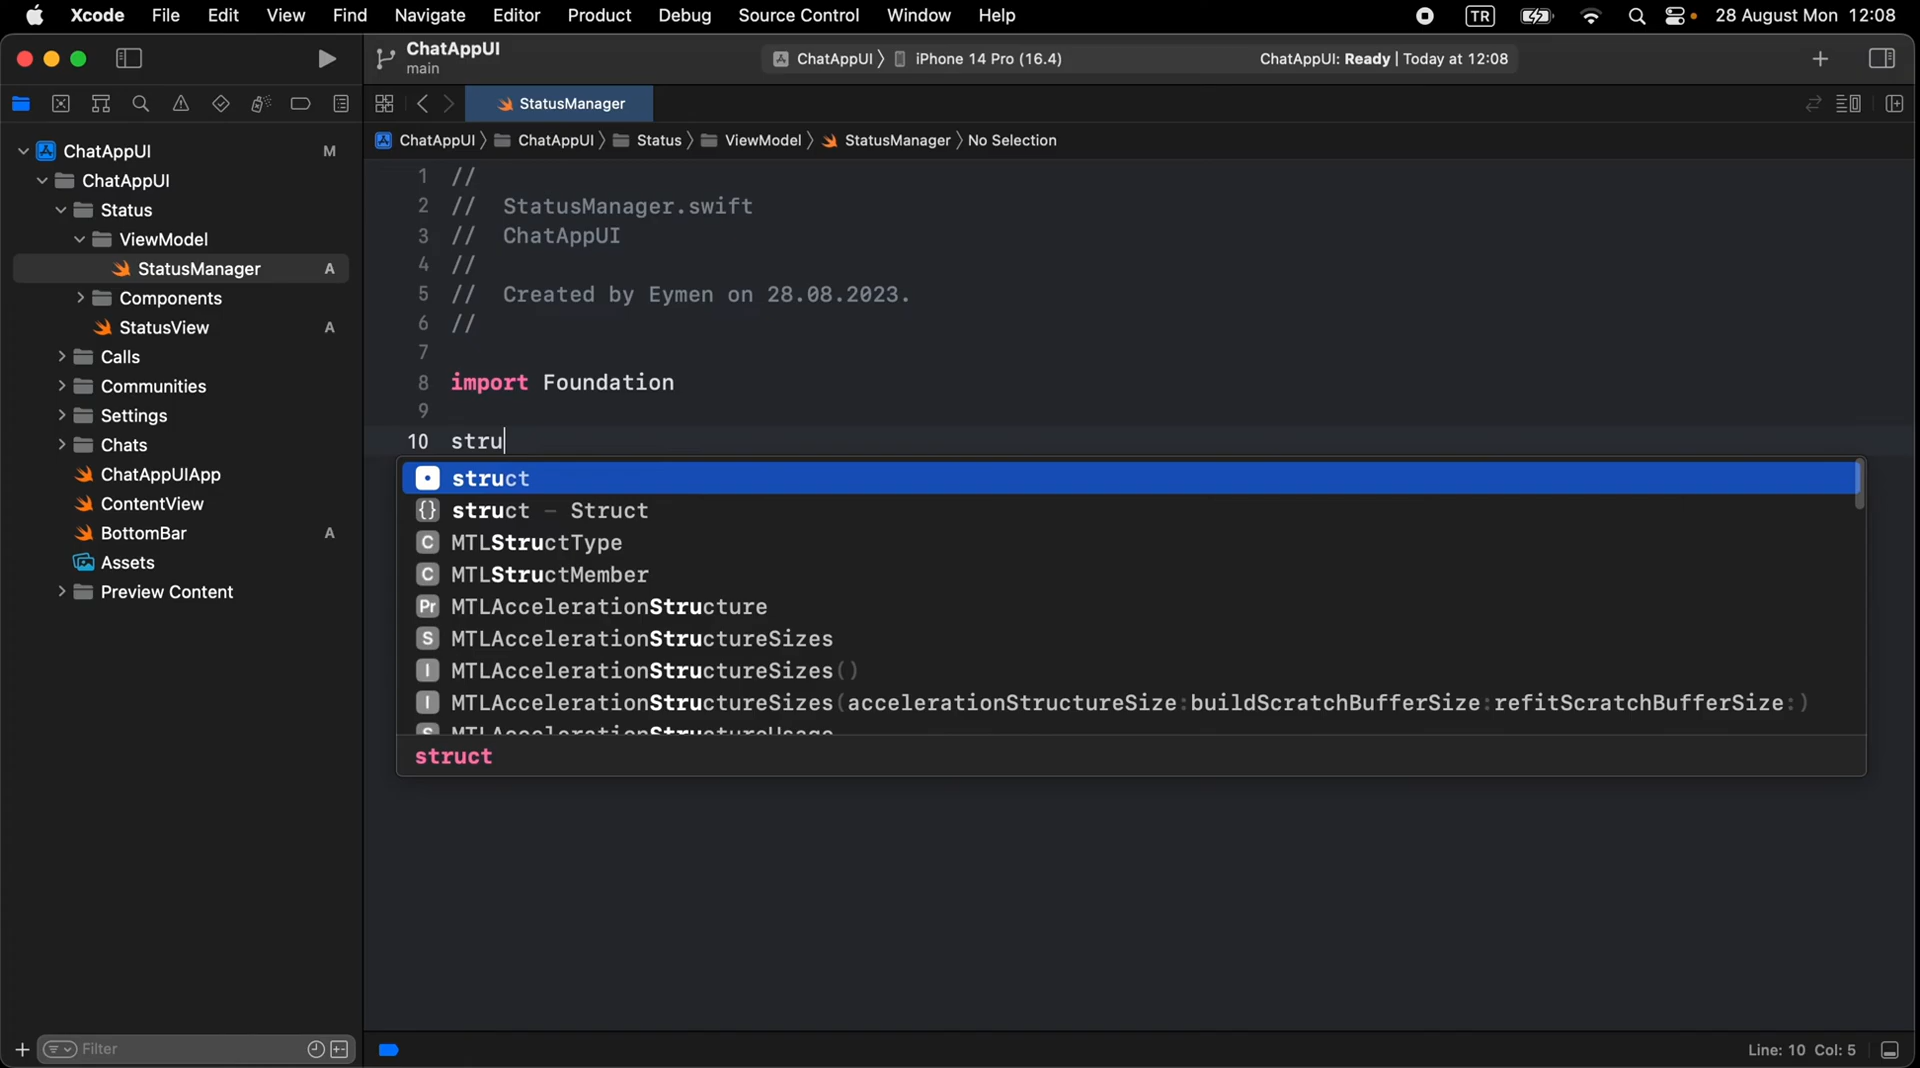 Xcode File Edit View Find Navigate Editor Product Debug Source Control Window Help TR 28 August Mon 12:08
ChatAppUI
main
ChatAppUI 〉 iPhone 14 Pro (16.4)
ChatAppUI: Ready | Today at 12:08
StatusManager
ChatAppUI 〉 ChatAppUI 〉 Status 〉 ViewModel 〉 StatusManager 〉 No Selection
ChatAppUI M
ChatAppUI
Status
ViewModel
StatusManager A
Components
StatusView A
Calls
Communities
Settings
Chats
ChatAppUIApp
ContentView
BottomBar A
Assets
Preview Content
Filter
1 //
2 // StatusManager.swift
3 // ChatAppUI
4 //
5 // Created by Eymen on 28.08.2023.
6 //
7
8 import Foundation
9
10 stru
struct
{} struct – Struct
C MTLStructType
C MTLStructMember
Pr MTLAccelerationStructure
S MTLAccelerationStructureSizes
I MTLAccelerationStructureSizes()
I MTLAccelerationStructureSizes(accelerationStructureSize:buildScratchBufferSize:refitScratchBufferSize:)
S MTLAccelerationStructureUsage
struct
Line: 10 Col: 5